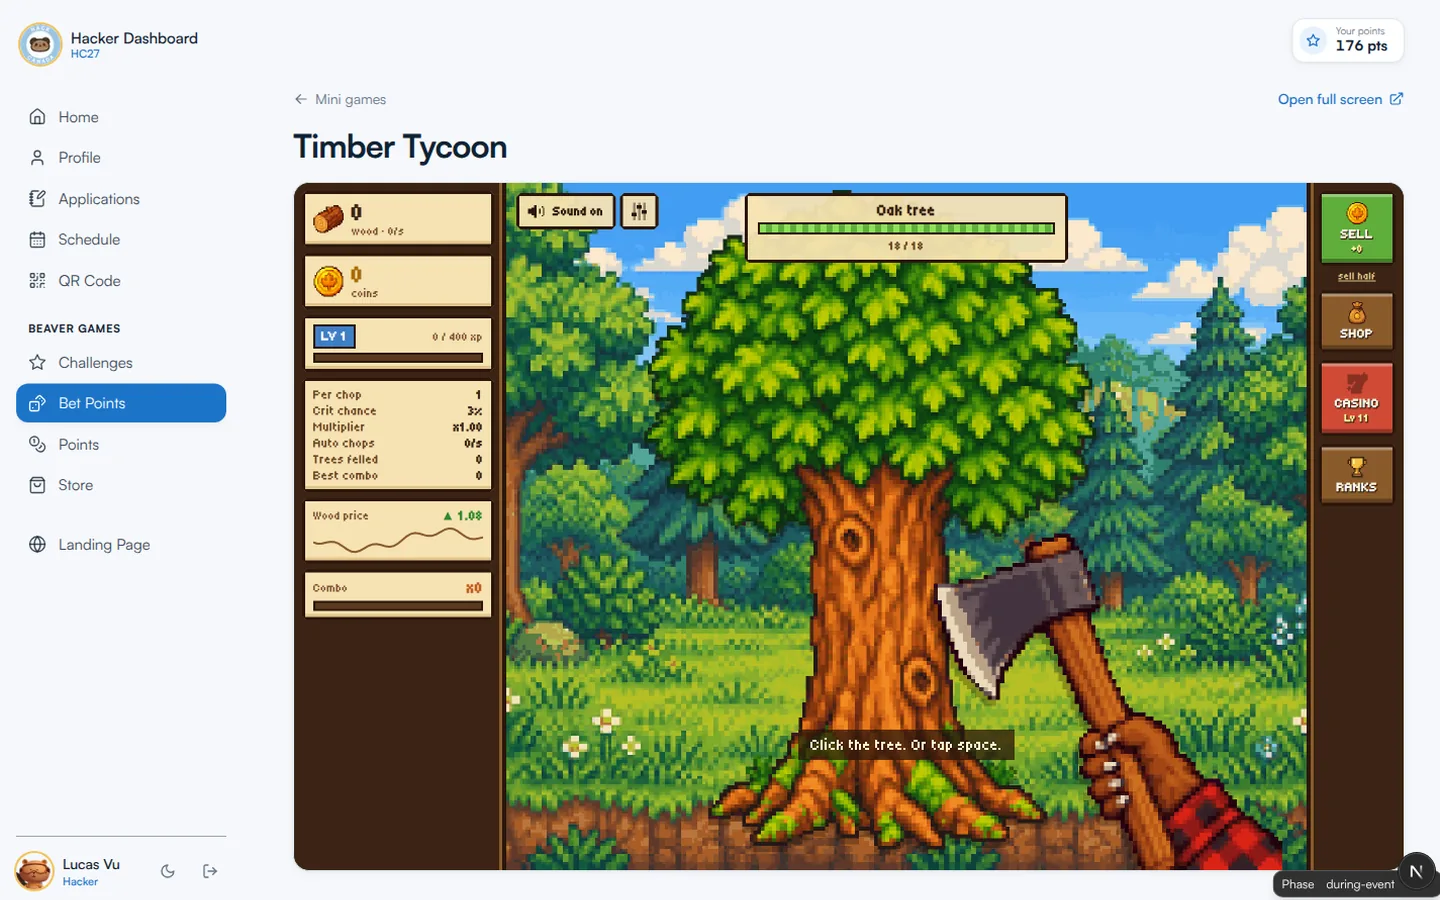 Hacker Dashboard
HC27
Your points
176 pts
Home
Profile
Applications
Schedule
QR Code
BEAVER GAMES
Challenges
Bet Points
Points
Store
Landing Page
Lucas Vu
Hacker
Mini games
Open full screen
Timber Tycoon
0
wood · 0/s
0
coins
LV 1
0 / 400 xp
Per chop 1
Crit chance 3%
Multiplier x1.00
Auto chops 0/s
Trees felled 0
Best combo 0
Wood price ▲ 1.08
Combo x0
Sound on
Oak tree
18 / 18
Click the tree. Or tap space.
SELL
+0
sell half
SHOP
CASINO
Lv 11
RANKS
Phase during-event
N